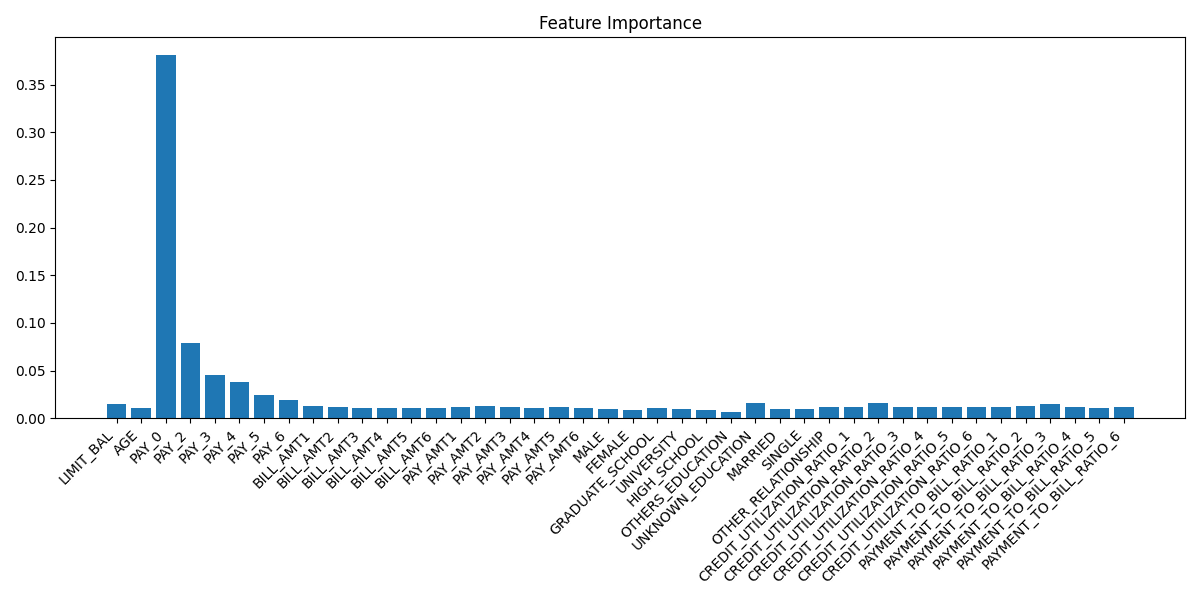 Feature Importance
0.35
0.30
0.25
0.20
0.15
0.10
0.05
0.00
LIMIT_BAL
AGE
PAY_0
PAY_2
PAY_3
PAY_4
PAY_5
PAY_6
BILL_AMT1
BILL_AMT2
BILL_AMT3
BILL_AMT4
BILL_AMT5
BILL_AMT6
PAY_AMT1
PAY_AMT2
PAY_AMT3
PAY_AMT4
PAY_AMT5
PAY_AMT6
MALE
FEMALE
GRADUATE_SCHOOL
UNIVERSITY
HIGH_SCHOOL
OTHERS_EDUCATION
UNKNOWN_EDUCATION
MARRIED
SINGLE
OTHER_RELATIONSHIP
CREDIT_UTILIZATION_RATIO_1
CREDIT_UTILIZATION_RATIO_2
CREDIT_UTILIZATION_RATIO_3
CREDIT_UTILIZATION_RATIO_4
CREDIT_UTILIZATION_RATIO_5
CREDIT_UTILIZATION_RATIO_6
PAYMENT_TO_BILL_RATIO_1
PAYMENT_TO_BILL_RATIO_2
PAYMENT_TO_BILL_RATIO_3
PAYMENT_TO_BILL_RATIO_4
PAYMENT_TO_BILL_RATIO_5
PAYMENT_TO_BILL_RATIO_6